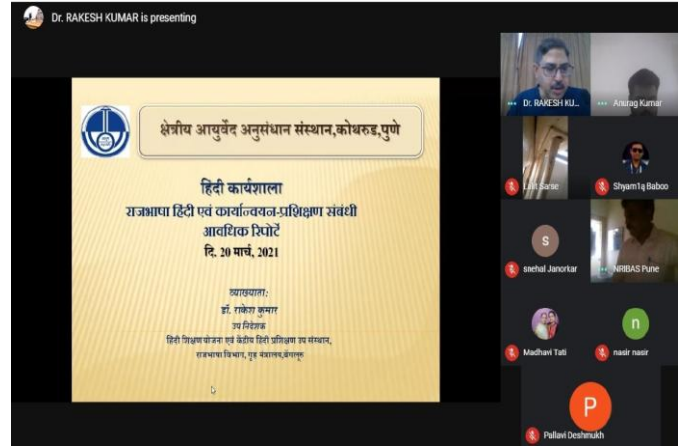 Dr. RAKESH KUMAR is presenting
क्षेत्रीय आयुर्वेद अनुसंधान संस्थान,कोथरुड,पुणे
हिंदी कार्यशाला
राजभाषा हिंदी एवं कार्यान्वयन-प्रशिक्षण संबंधी
आवधिक रिपोर्टें
दि. 20 मार्च, 2021
व्याख्याता:
डॉ. राकेश कुमार
उप निदेशक
हिंदी शिक्षण योजना एवं केंद्रीय हिंदी प्रशिक्षण उप संस्थान,
राजभाषा विभाग, गृह मंत्रालय,बेंगलूरु
Dr. RAKESH KU...
Anurag Kumar
Lalit Sarse
Shyam1q Baboo
S
snehal Janorkar
NRIBAS Pune
Madhavi Tati
n
nasir nasir
P
Pallavi Deshmukh